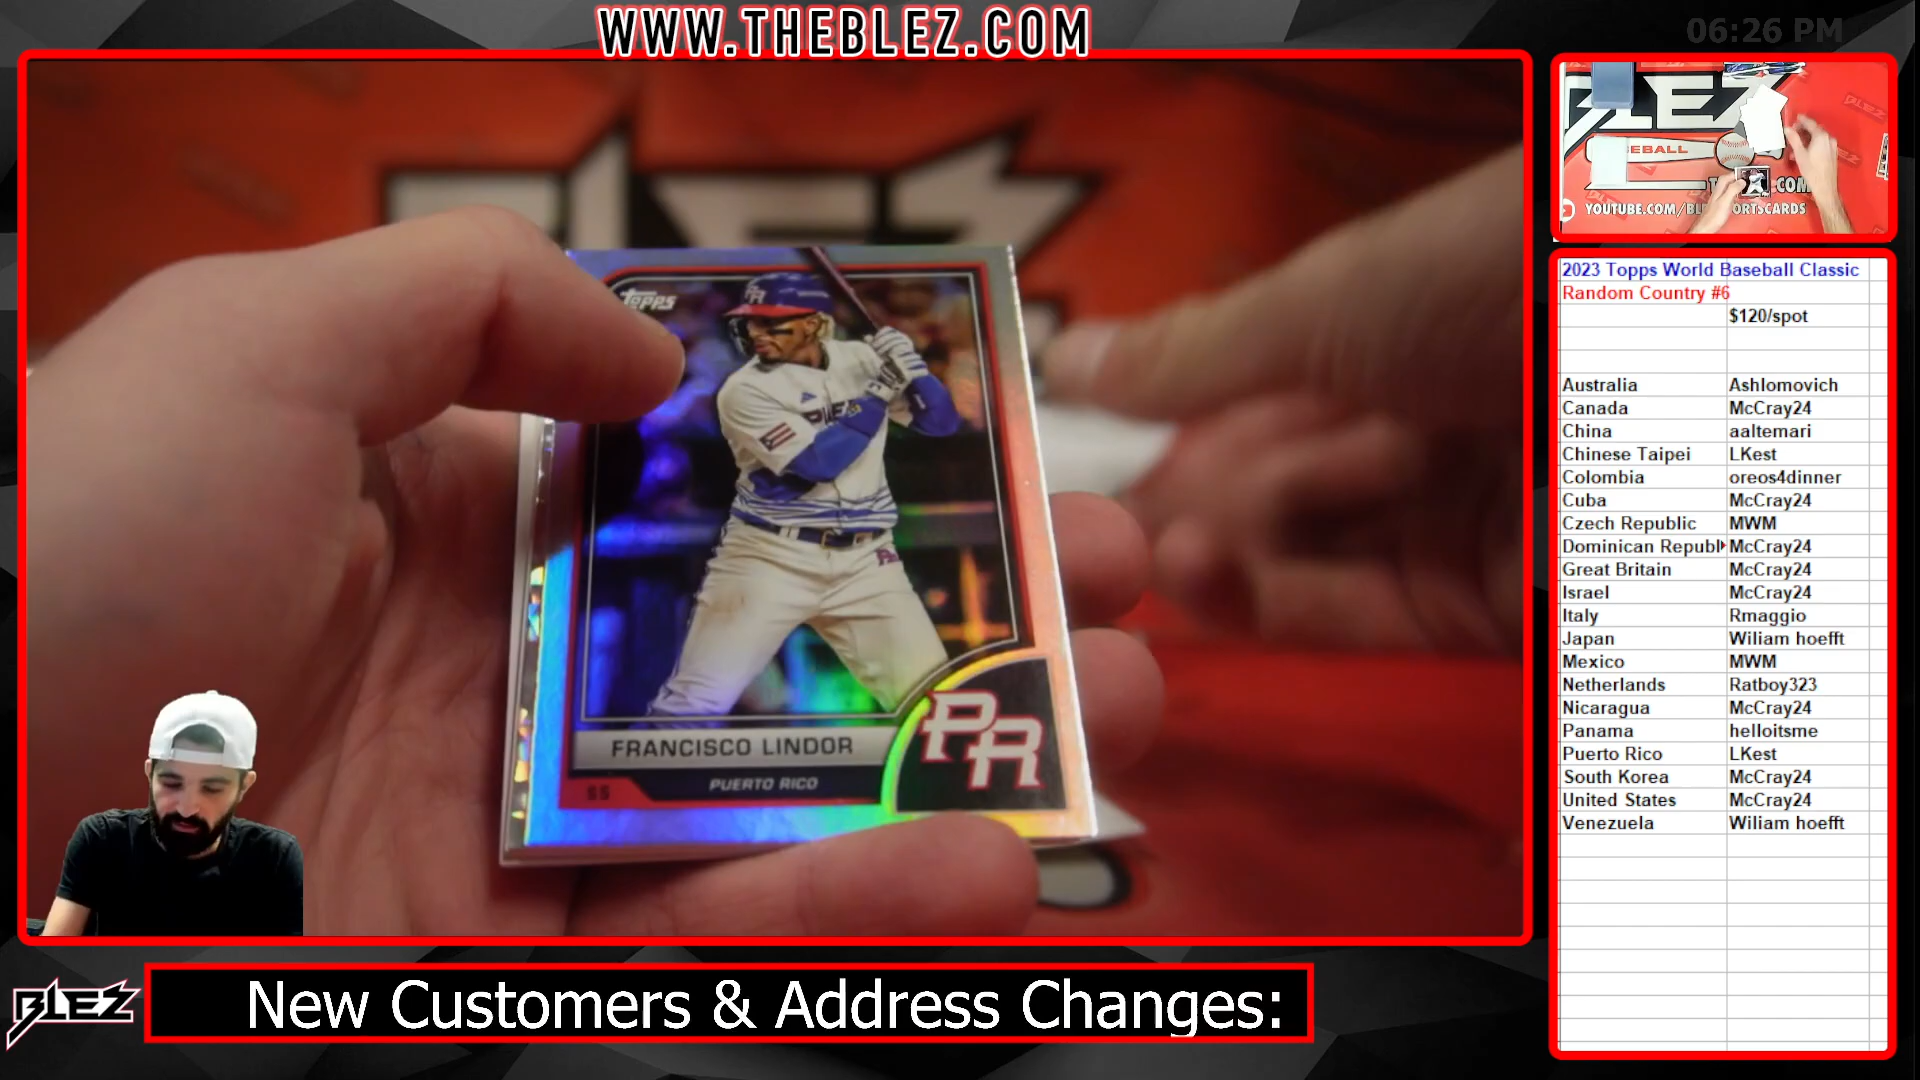 WWW.THEBLEZ.COM
06:26 PM
BLEZ
TOPPS
PR
FRANCISCO LINDOR
SS
PUERTO RICO
PR
BLEZ
YOUTUBE.COM/BL
ORTSCARDS
2023 Topps World Baseball Classic
Random Country #6
$120/spot
Australia Ashlomovich
Canada McCray24
China aaltemari
Chinese Taipei LKest
Colombia oreos4dinner
Cuba McCray24
Czech Republic MWM
Dominican Republ McCray24
Great Britain McCray24
Israel McCray24
Italy Rmaggio
Japan Wiliam hoefft
Mexico MWM
Netherlands Ratboy323
Nicaragua McCray24
Panama helloitsme
Puerto Rico LKest
South Korea McCray24
United States McCray24
Venezuela Wiliam hoefft
BLEZ
New Customers & Address Changes: